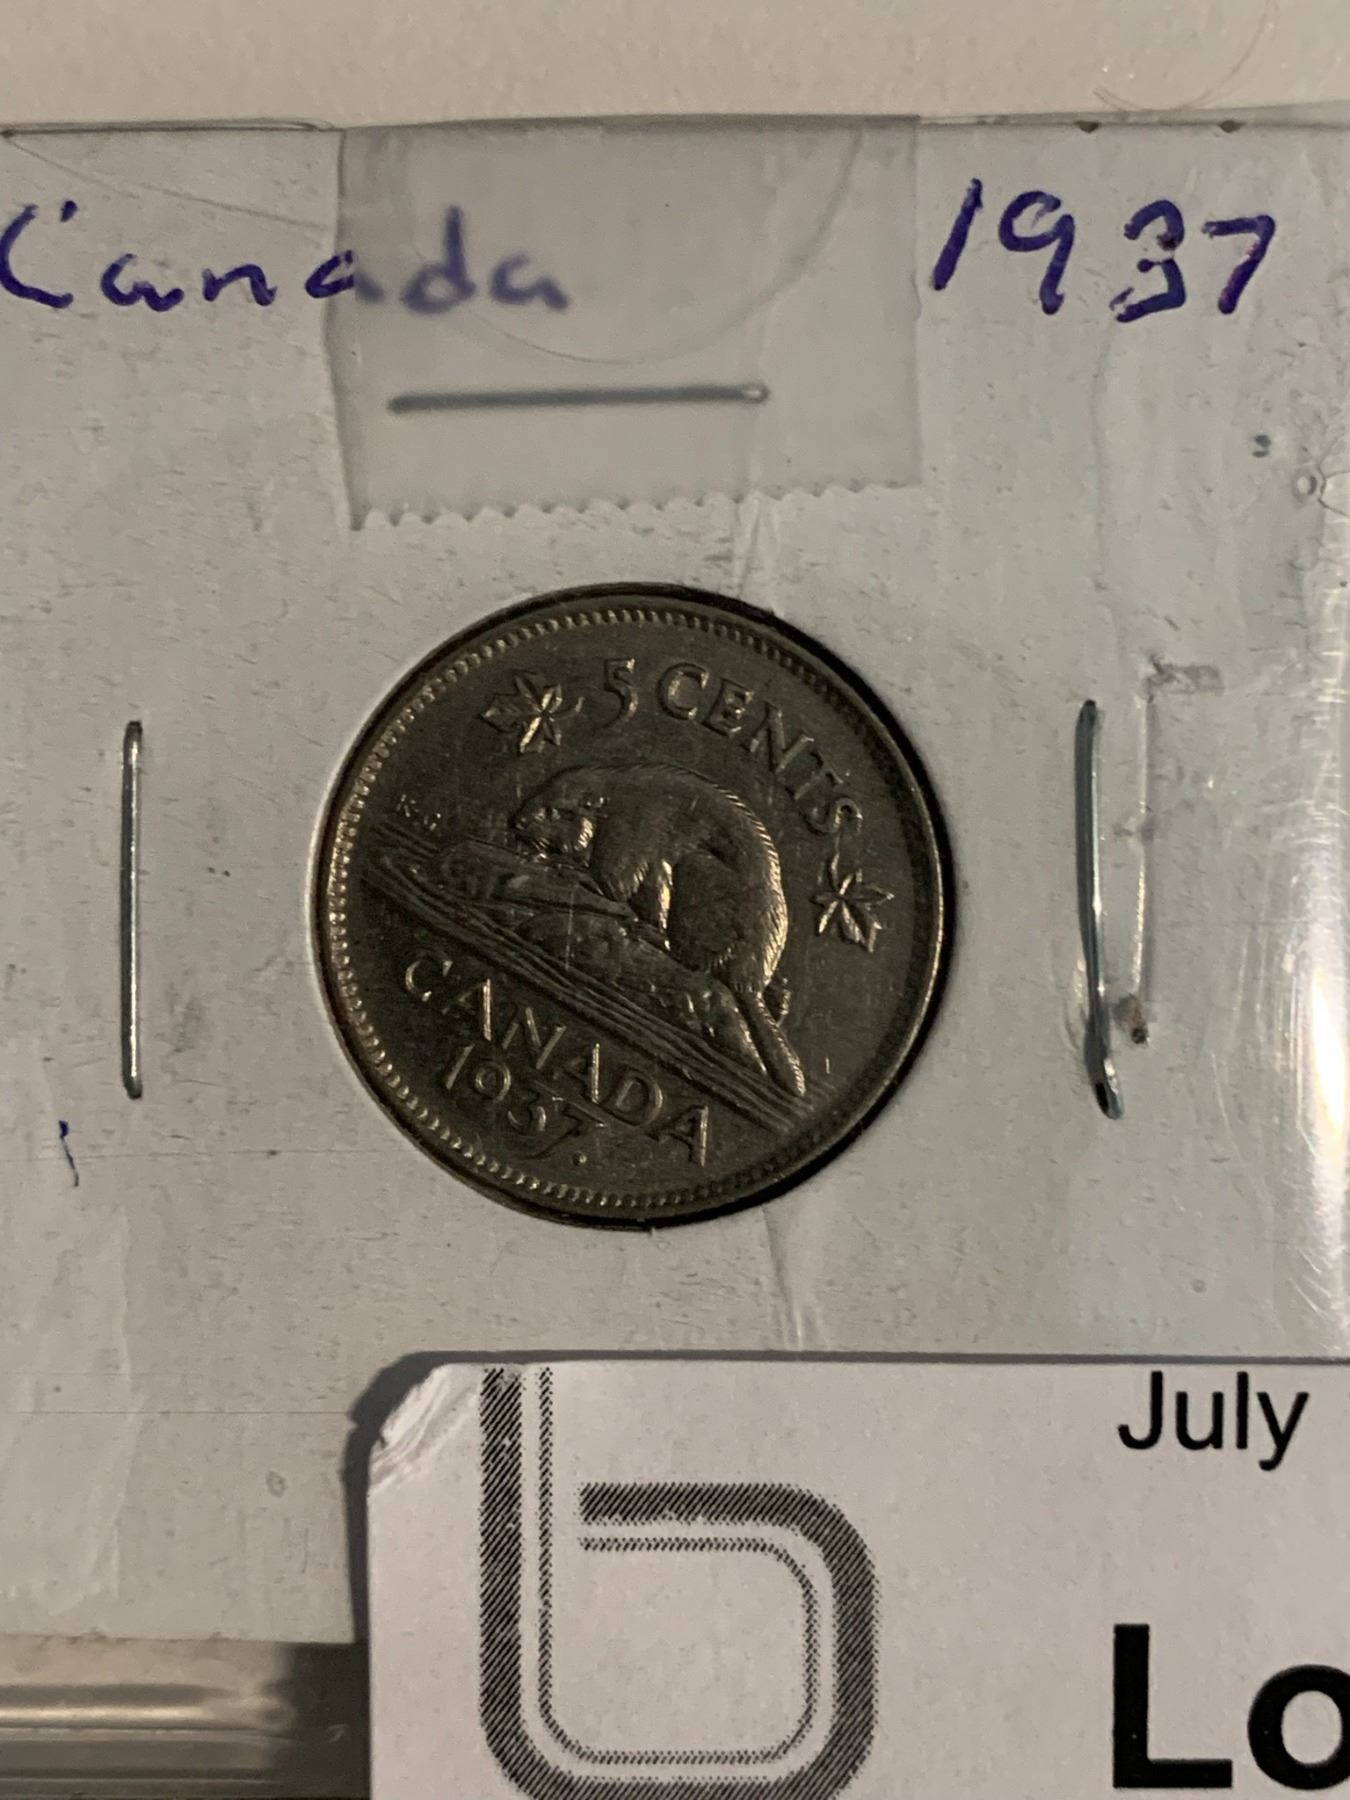 Canada 1937
5 CENTS
K.G
CANADA
1937.
July
Lo